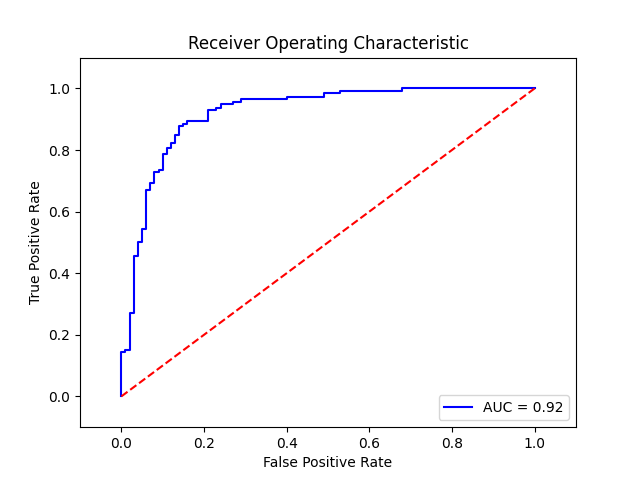 Receiver Operating Characteristic
True Positive Rate
1.0
0.8
0.6
0.4
0.2
0.0
AUC = 0.92
0.0 0.2 0.4 0.6 0.8 1.0
False Positive Rate